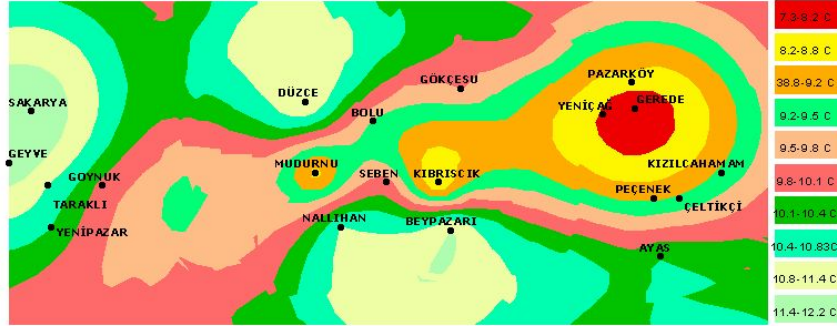 SAKARYA
GEYVE
GOYNUK
TARAKLI
YENİPAZAR
DÜZCE
BOLU
MUDURNU
SEBEN
KIBRISCIK
NALLIHAN
BEYPAZARI
GÖKÇESU
PAZARKÖY
YENİÇAĞ
GEREDE
KIZILCAHAMAM
PEÇENEK
ÇELTİKÇİ
AYAS
7.3-8.2 C
8.2-8.8 C
38.8-9.2 C
9.2-9.5 C
9.5-9.8 C
9.8-10.1 C
10.1-10.4 C
10.4-10.83C
10.8-11.4 C
11.4-12.2 C